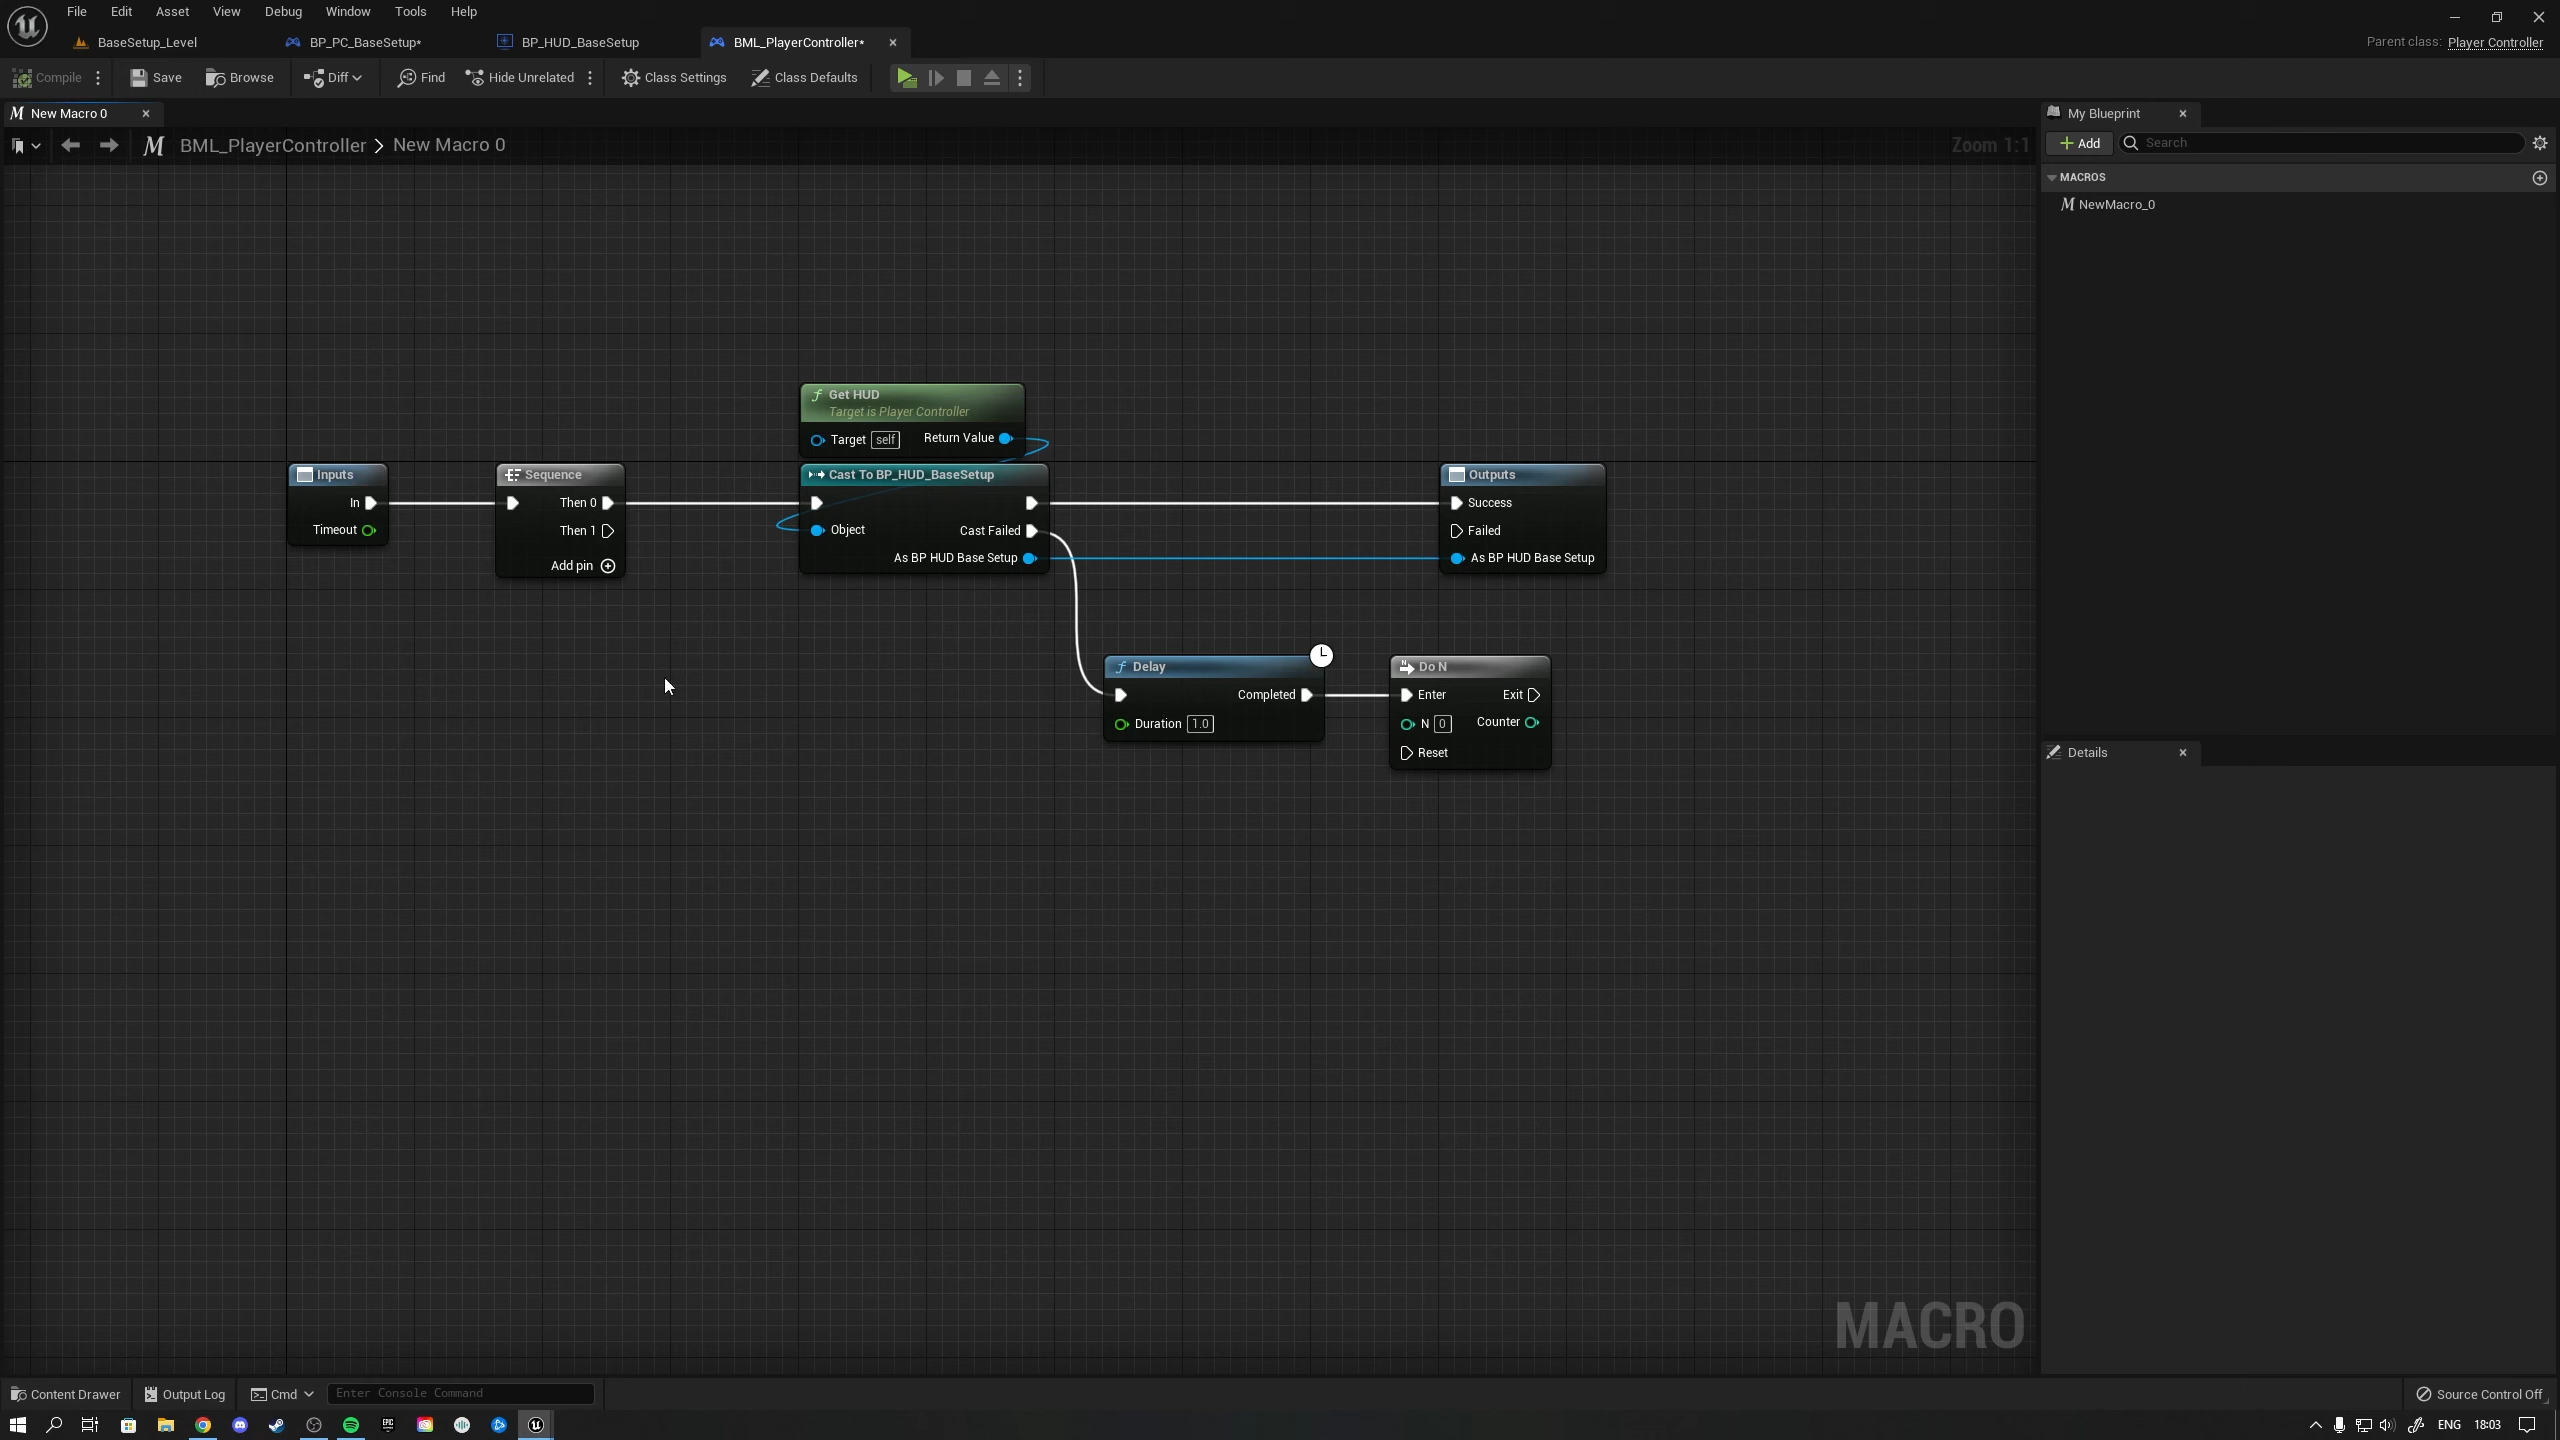 File Edit Asset View Debug Window Tools Help
BaseSetup_Level BP_PC_BaseSetup* BP_HUD_BaseSetup BML_PlayerController* Parent class: Player Controller
Compile Save Browse Diff Find Hide Unrelated Class Settings Class Defaults
New Macro 0
BML_PlayerController > New Macro 0 Zoom 1:1
My Blueprint
Add Search
MACROS
NewMacro_0
Get HUD
Target is Player Controller
Target self Return Value
Inputs
In
Timeout
Sequence
Then 0
Then 1
Add pin
Cast To BP_HUD_BaseSetup
Object Cast Failed
As BP HUD Base Setup
Outputs
Success
Failed
As BP HUD Base Setup
Delay
Completed
Duration 1.0
Do N
Enter Exit
N 0 Counter
Reset
Details
MACRO
Content Drawer Output Log Cmd Enter Console Command Source Control Off
EPIC ENG 18:03